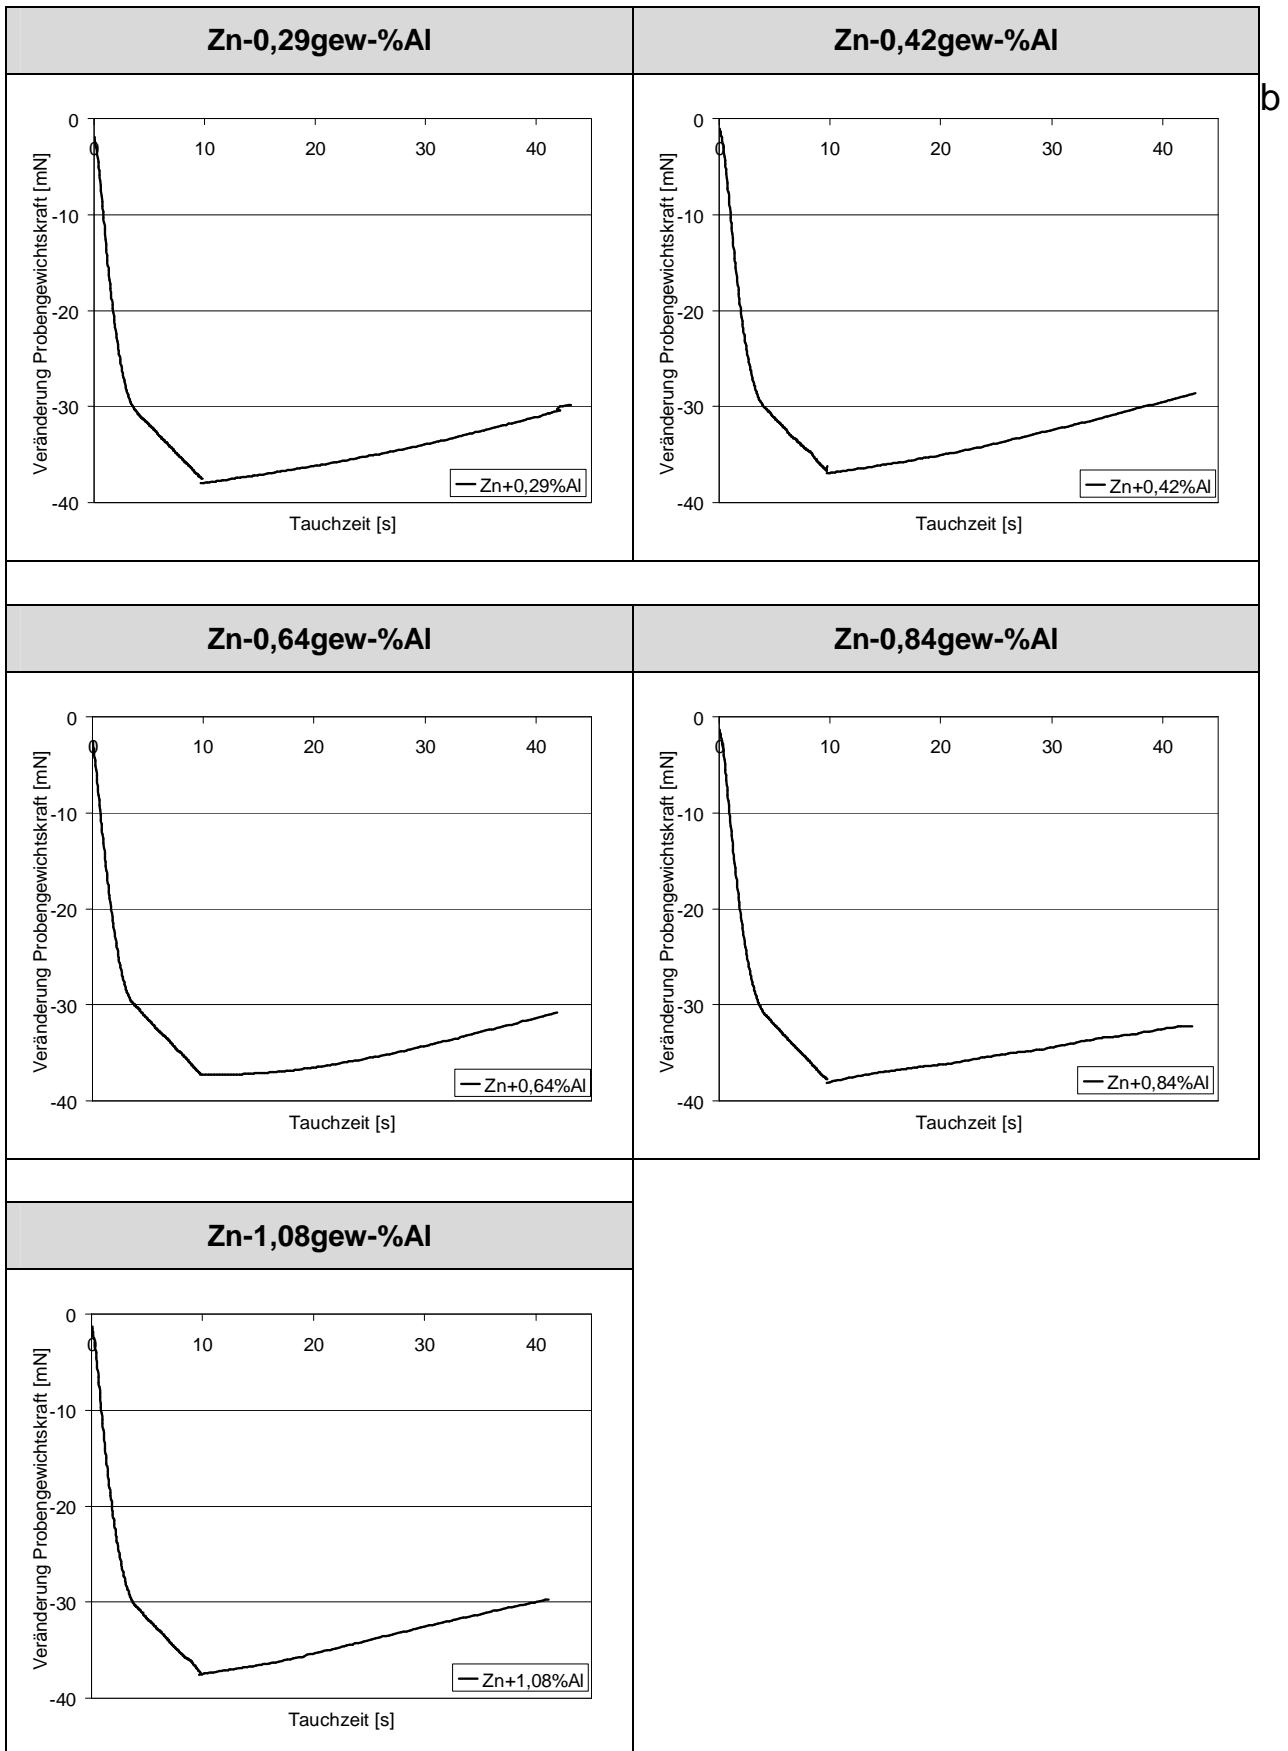 Zn-0,29gew-%Al Zn-0,42gew-%Al
b
0
0 10 20 30 40
-10
-20
-30
-40
Veränderung Probengewichtskraft [mN]
Zn+0,29%Al
Tauchzeit [s]
0
0 10 20 30 40
-10
-20
-30
-40
Veränderung Probengewichtskraft [mN]
Zn+0,42%Al
Tauchzeit [s]
Zn-0,64gew-%Al Zn-0,84gew-%Al
0
0 10 20 30 40
-10
-20
-30
-40
Veränderung Probengewichtskraft [mN]
Zn+0,64%Al
Tauchzeit [s]
0
0 10 20 30 40
-10
-20
-30
-40
Veränderung Probengewichtskraft [mN]
Zn+0,84%Al
Tauchzeit [s]
Zn-1,08gew-%Al
0
0 10 20 30 40
-10
-20
-30
-40
Veränderung Probengewichtskraft [mN]
Zn+1,08%Al
Tauchzeit [s]